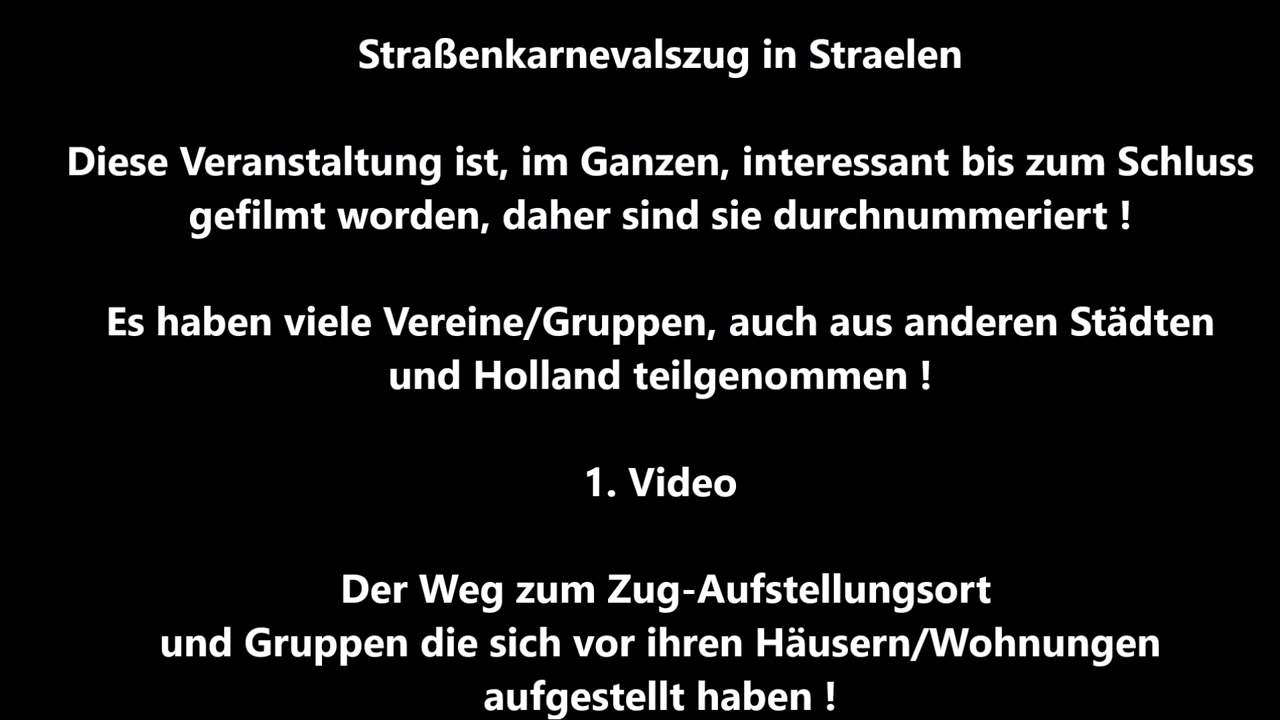 Straßenkarnevalszug in Straelen
Diese Veranstaltung ist, im Ganzen, interessant bis zum Schluss
gefilmt worden, daher sind sie durchnummeriert !
Es haben viele Vereine/Gruppen, auch aus anderen Städten
und Holland teilgenommen !
1. Video
Der Weg zum Zug-Aufstellungsort
und Gruppen die sich vor ihren Häusern/Wohnungen
aufgestellt haben !